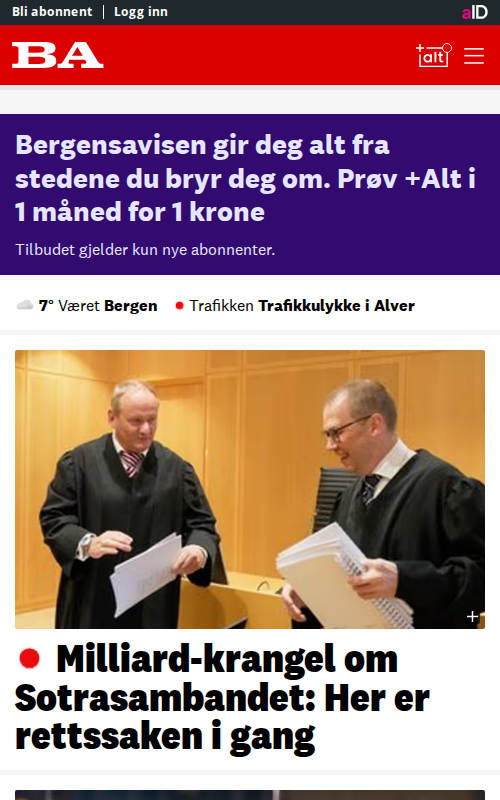 Bli abonnent | Logg inn
aID
BA
+alt
Bergensavisen gir deg alt fra
stedene du bryr deg om. Prøv +Alt i
1 måned for 1 krone
Tilbudet gjelder kun nye abonnenter.
7° Været Bergen
Trafikken Trafikkulykke i Alver
Milliard-krangel om
Sotrasambandet: Her er
rettssaken i gang